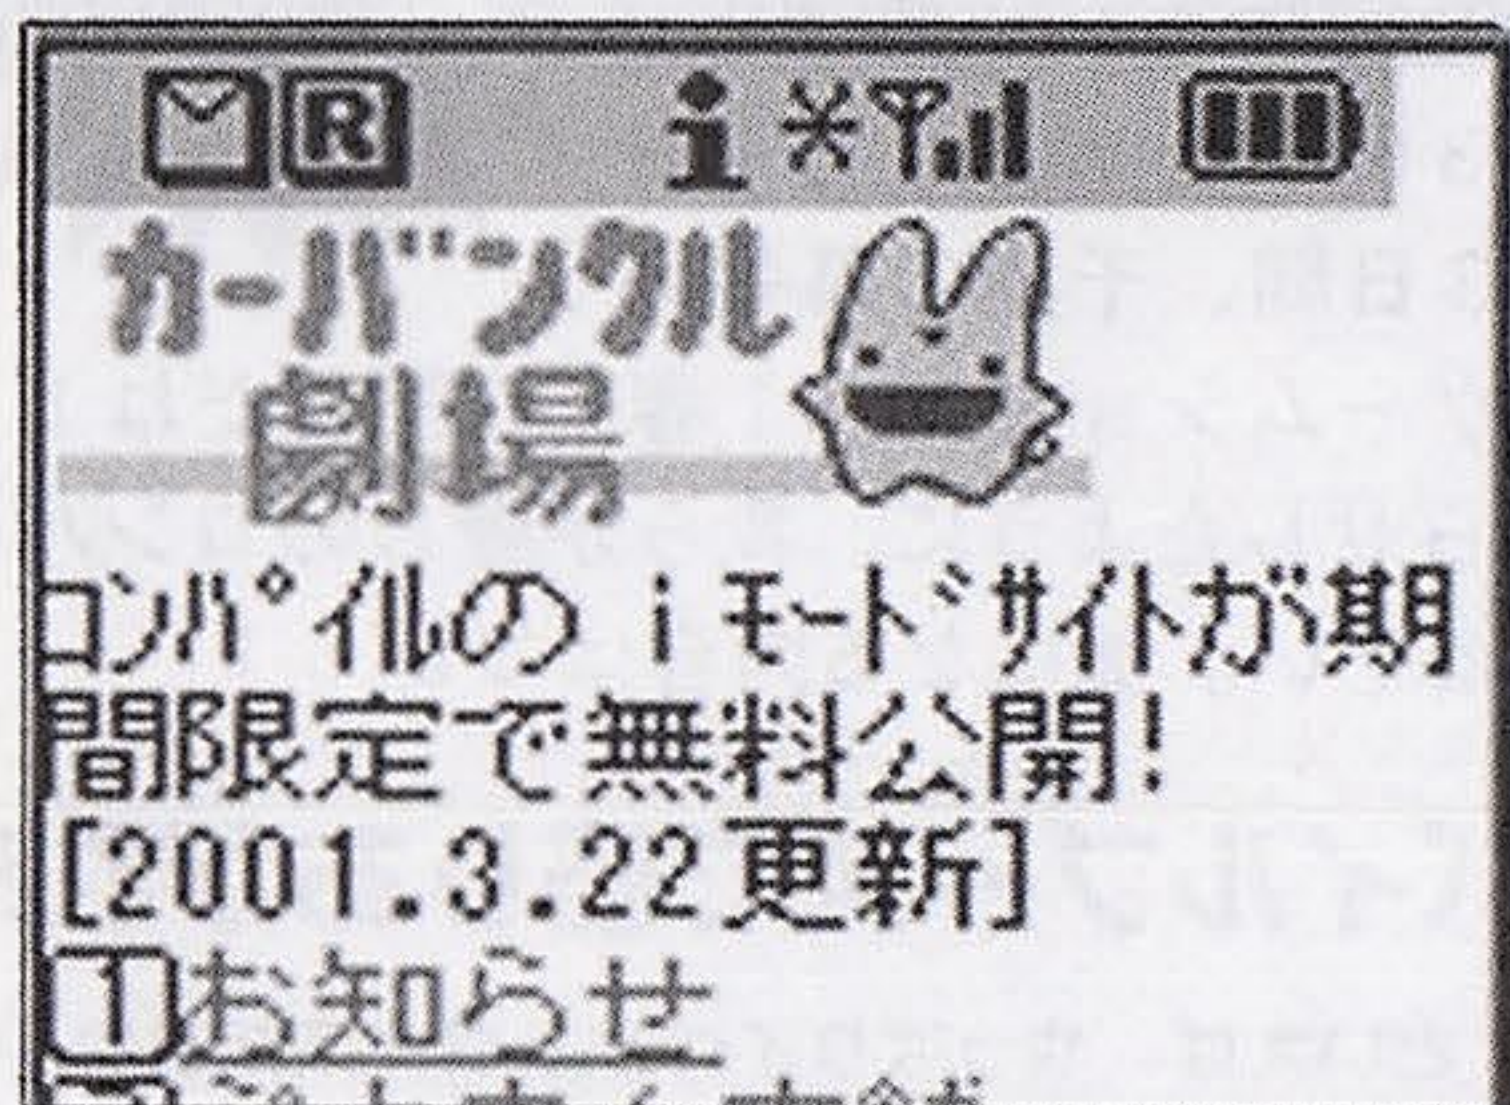 R i
カーバンクル
劇場
コンパイルのiモードサイトが期
間限定で無料公開!
[2001.3.22更新]
1お知らせ